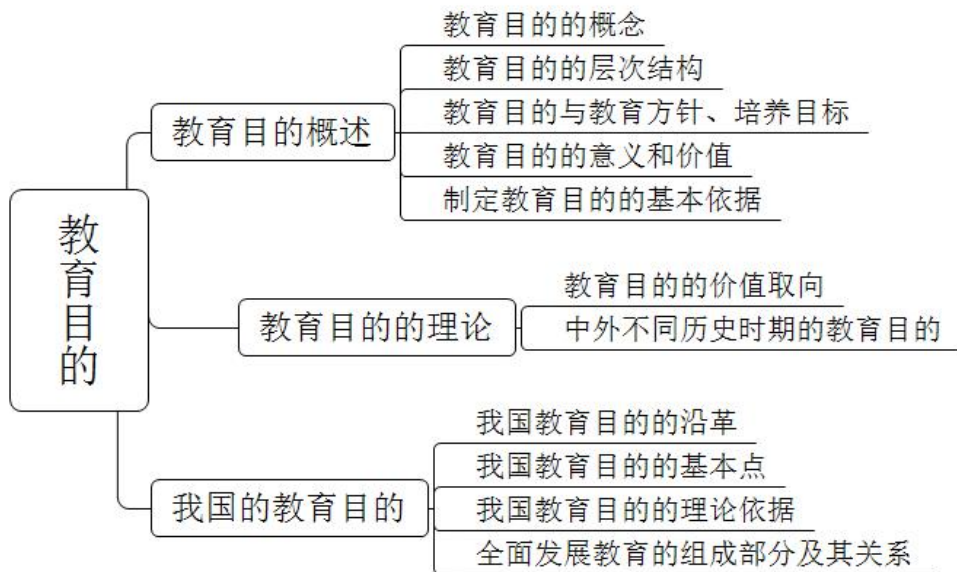 教育目的
教育目的概述
教育目的的概念
教育目的的层次结构
教育目的与教育方针、培养目标
教育目的的意义和价值
制定教育目的的基本依据
教育目的的理论
教育目的的价值取向
中外不同历史时期的教育目的
我国的教育目的
我国教育目的的沿革
我国教育目的的基本点
我国教育目的的理论依据
全面发展教育的组成部分及其关系